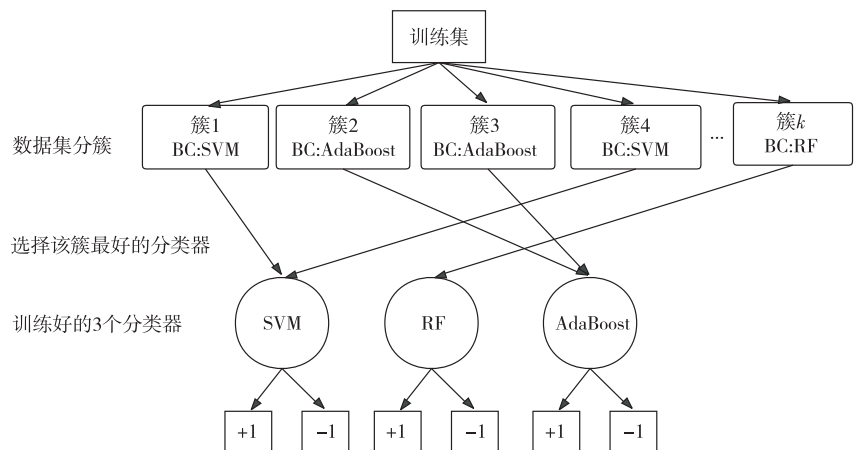 训练集
数据集分簇
簇1
BC:SVM
簇2
BC:AdaBoost
簇3
BC:AdaBoost
簇4
BC:SVM
...
簇k
BC:RF
选择该簇最好的分类器
训练好的3个分类器
SVM
RF
AdaBoost
+1
−1
+1
−1
+1
−1